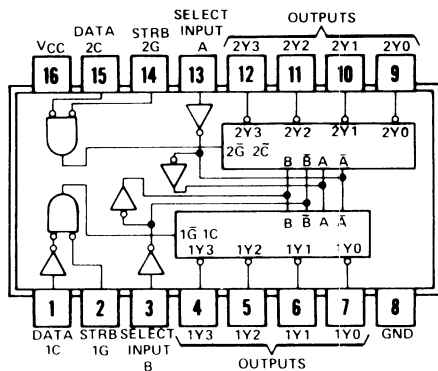 DATA 2C
STRB 2G
SELECT INPUT A
OUTPUTS
VCC
2Y3 2Y2 2Y1 2Y0
16 15 14 13 12 11 10 9
2Y3 2Y2 2Y1 2Y0
2G̅ 2C̅
B B̅ A A̅
B B̅ A A̅
1G̅ 1C
1Y3 1Y2 1Y1 1Y0
1 2 3 4 5 6 7 8
DATA 1C
STRB 1G
SELECT INPUT B
1Y3 1Y2 1Y1 1Y0
GND
OUTPUTS